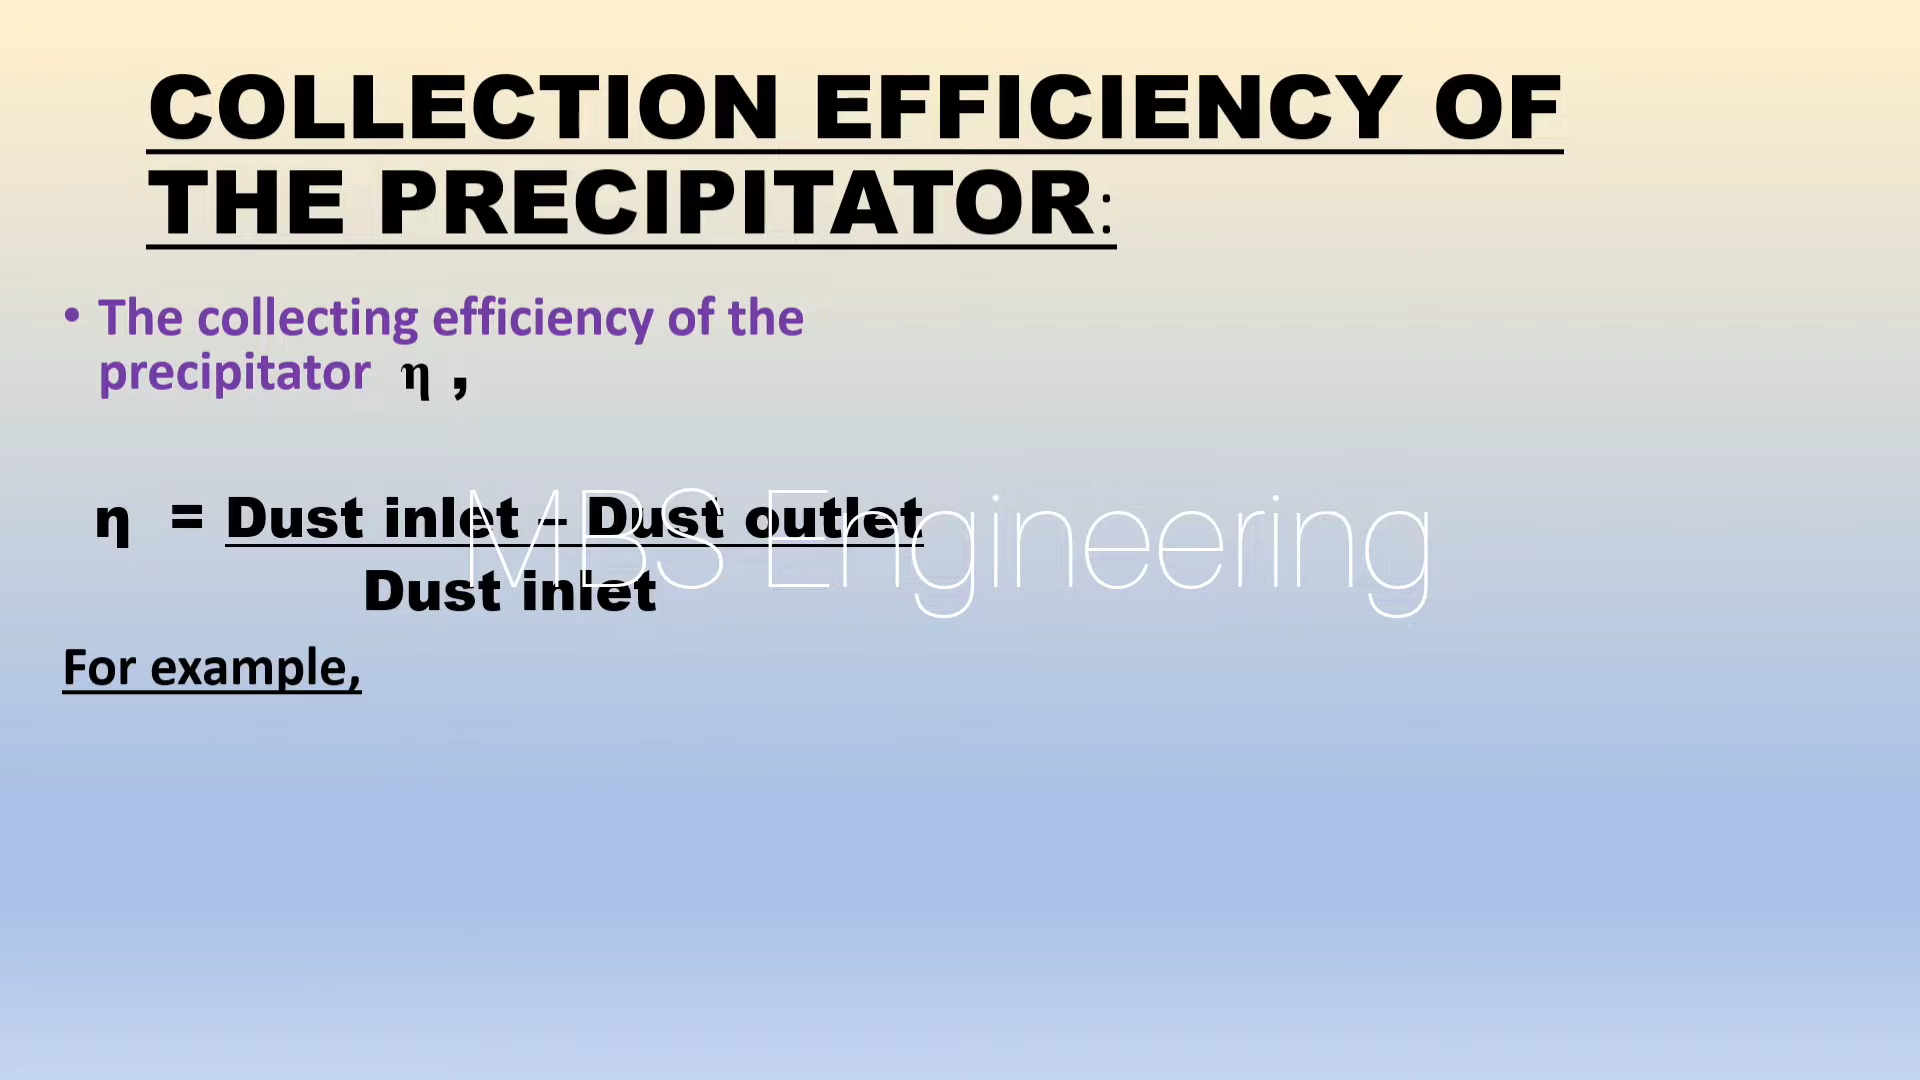 COLLECTION EFFICIENCY OF
THE PRECIPITATOR:
• The collecting efficiency of the
precipitator η ,
η = Dust inlet – Dust outlet
Dust inlet
MBS Engineering
For example,